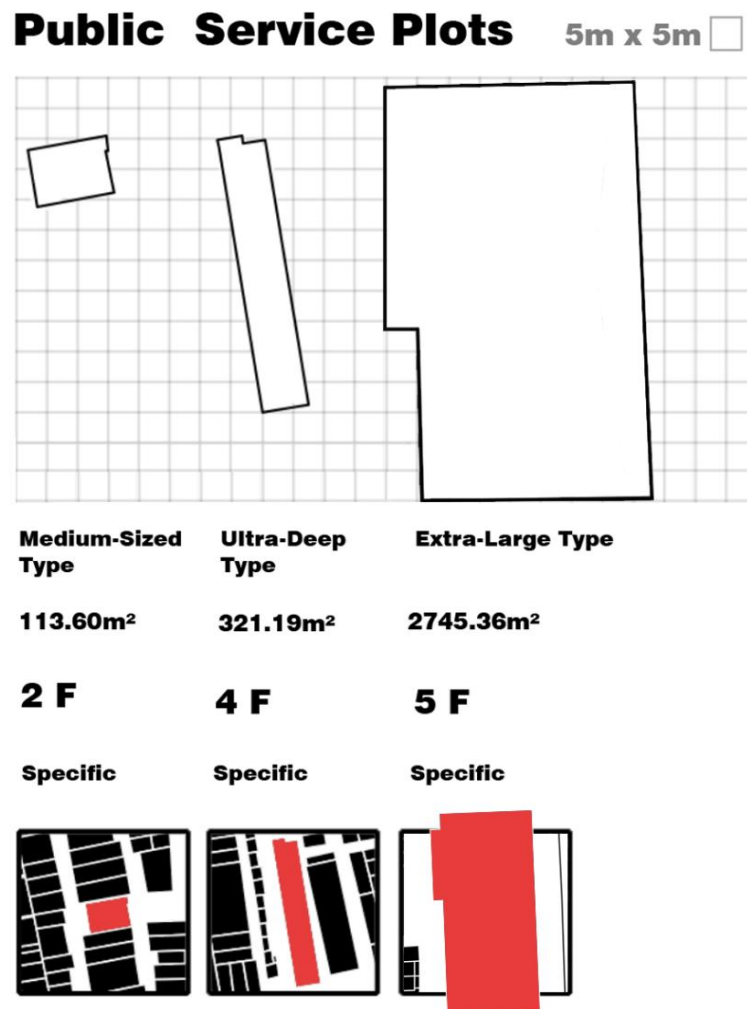 Public Service Plots
5m x 5m
Medium-Sized
Type
Ultra-Deep
Type
Extra-Large Type
113.60m²
321.19m²
2745.36m²
2 F
4 F
5 F
Specific
Specific
Specific